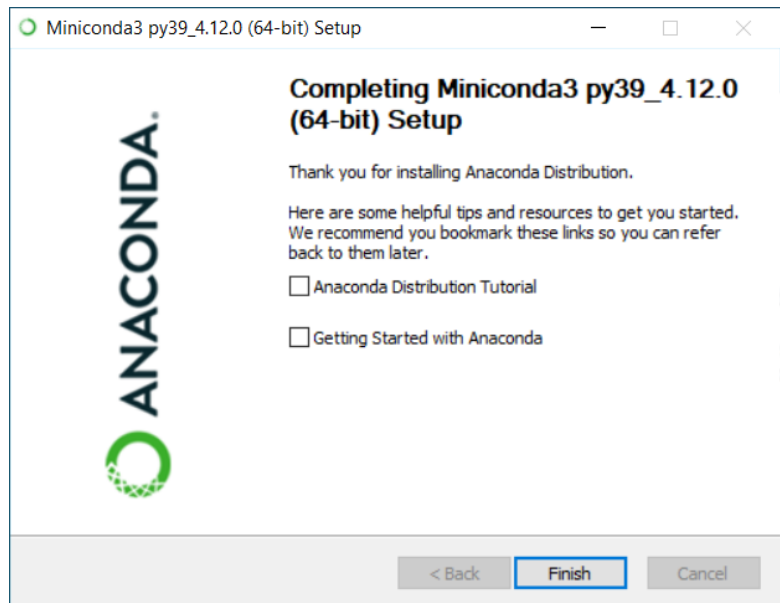 Miniconda3 py39_4.12.0 (64-bit) Setup
Completing Miniconda3 py39_4.12.0
(64-bit) Setup
Thank you for installing Anaconda Distribution.
Here are some helpful tips and resources to get you started.
We recommend you bookmark these links so you can refer
back to them later.
Anaconda Distribution Tutorial
Getting Started with Anaconda
ANACONDA.
< Back
Finish
Cancel